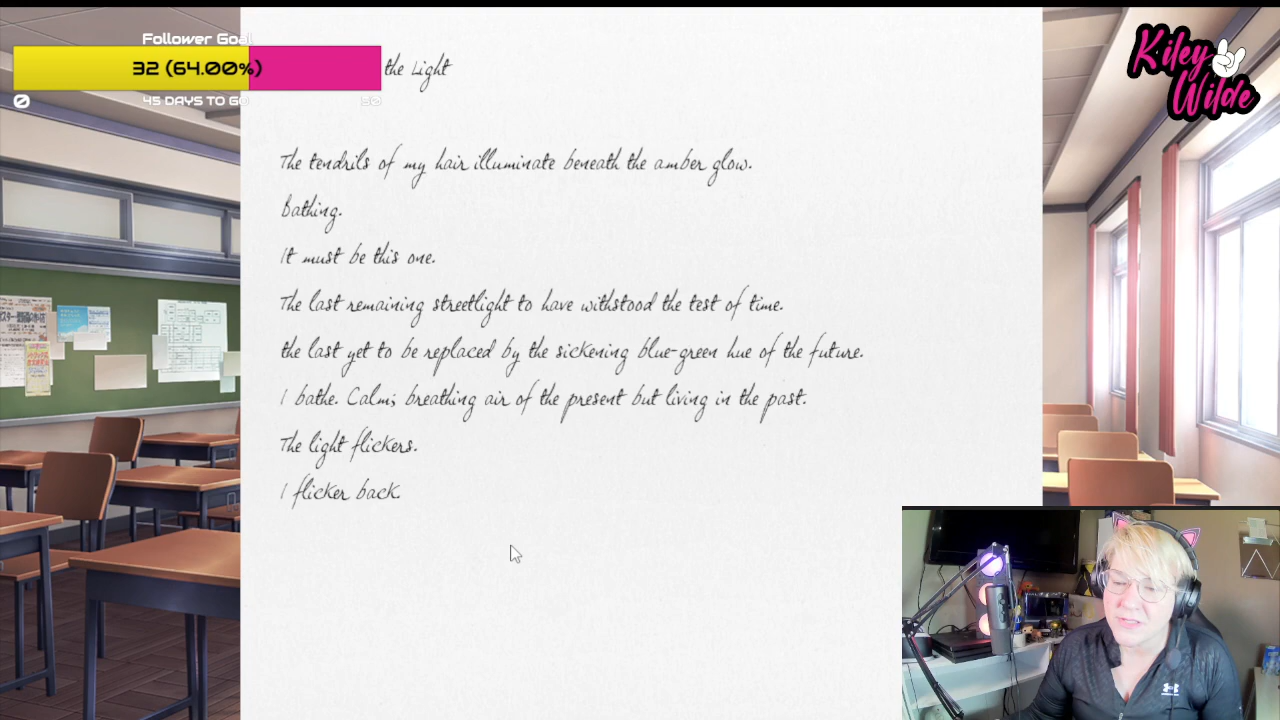 Follower Goal
32 (64.00%)
0
45 DAYS TO GO
50
the Light
Kiley
Wilde
The tendrils of my hair illuminate beneath the amber glow.
Bathing.
It must be this one.
The last remaining streetlight to have withstood the test of time.
the last yet to be replaced by the sickening blue-green hue of the future.
I bathe. Calm; breathing air of the present but living in the past.
The light flickers.
I flicker back.